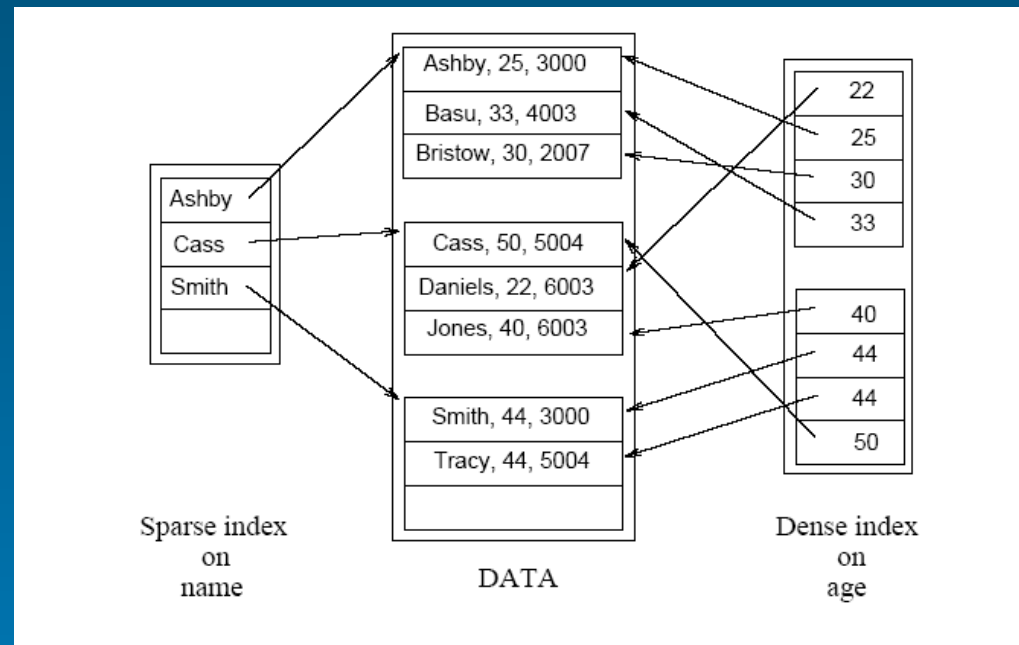 Ashby
Cass
Smith
Sparse index
on
name
Ashby, 25, 3000
Basu, 33, 4003
Bristow, 30, 2007
Cass, 50, 5004
Daniels, 22, 6003
Jones, 40, 6003
Smith, 44, 3000
Tracy, 44, 5004
DATA
22
25
30
33
40
44
44
50
Dense index
on
age